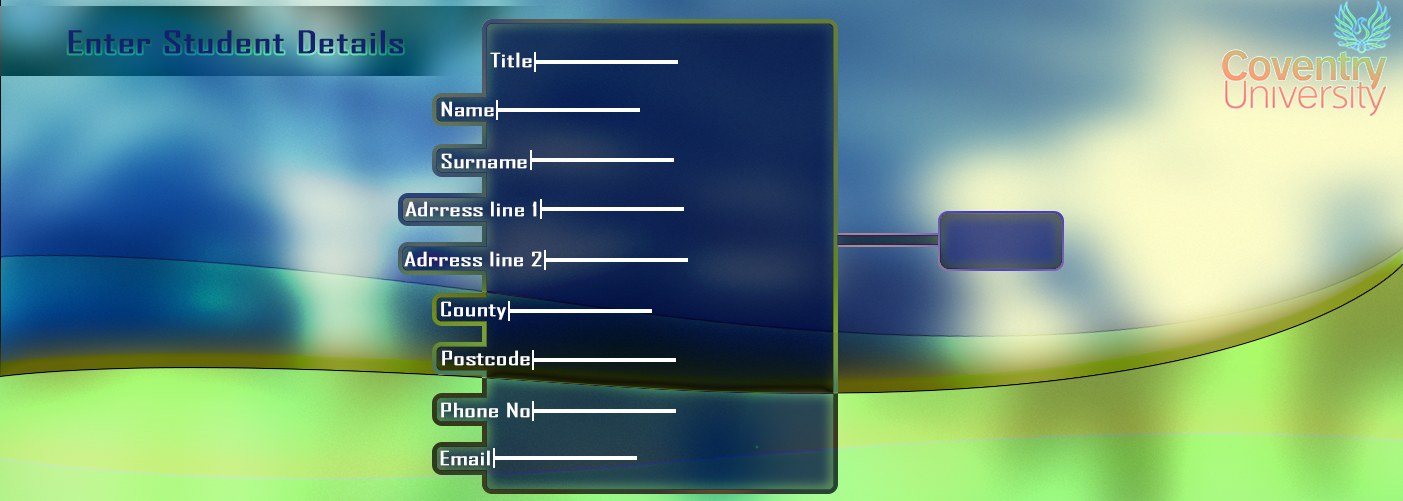 Enter Student Details
Coventry
University
Title
Name
Surname
Adrress line 1
Adrress line 2
County
Postcode
Phone No
Email